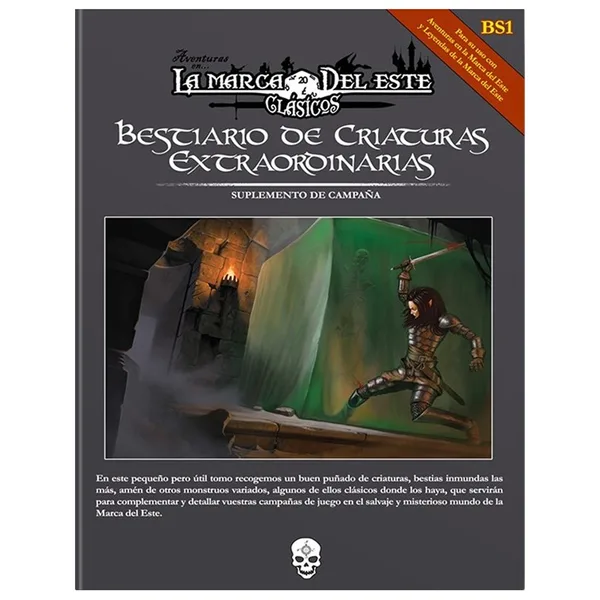 BS1
Para su uso con
Aventuras en la Marca del Este
y Leyendas de la Marca del Este
Aventuras en...
LA MARCA DEL ESTE
20
CLÁSICOS
BESTIARIO DE CRIATURAS
EXTRAORDINARIAS
SUPLEMENTO DE CAMPAÑA
En este pequeño pero útil tomo recogemos un buen puñado de criaturas, bestias inmundas las
más, amén de otros monstruos variados, algunos de ellos clásicos donde los haya, que servirán
para complementar y detallar vuestras campañas de juego en el salvaje y misterioso mundo de la
Marca del Este.